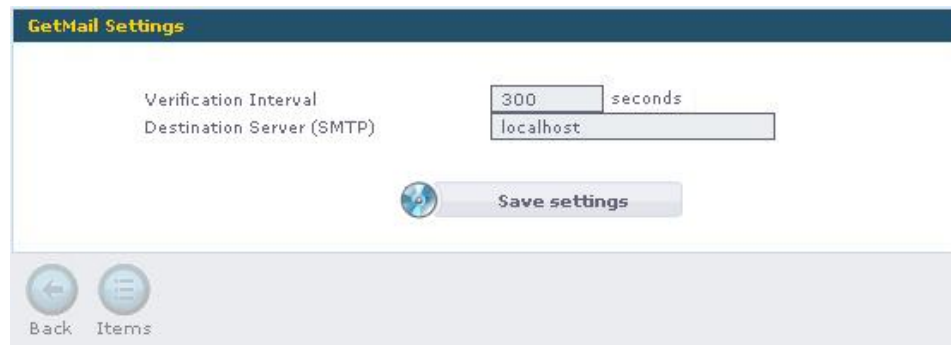 GetMail Settings
Verification Interval 300 seconds
Destination Server (SMTP) localhost
Save settings
Back Items